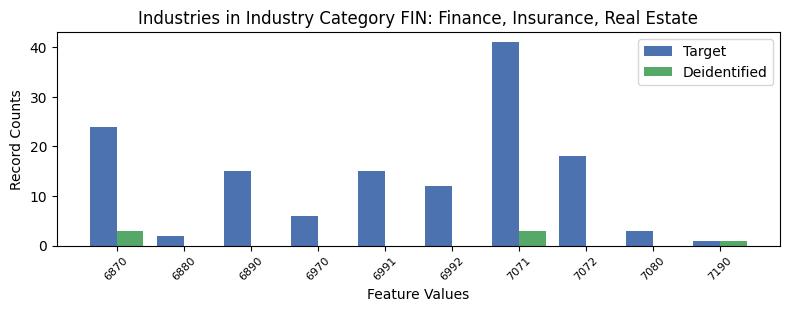 Industries in Industry Category FIN: Finance, Insurance, Real Estate
Target
Deidentified
Record Counts
40
30
20
10
0
6870 6880 6890 6970 6991 6992 7071 7072 7080 7190
Feature Values